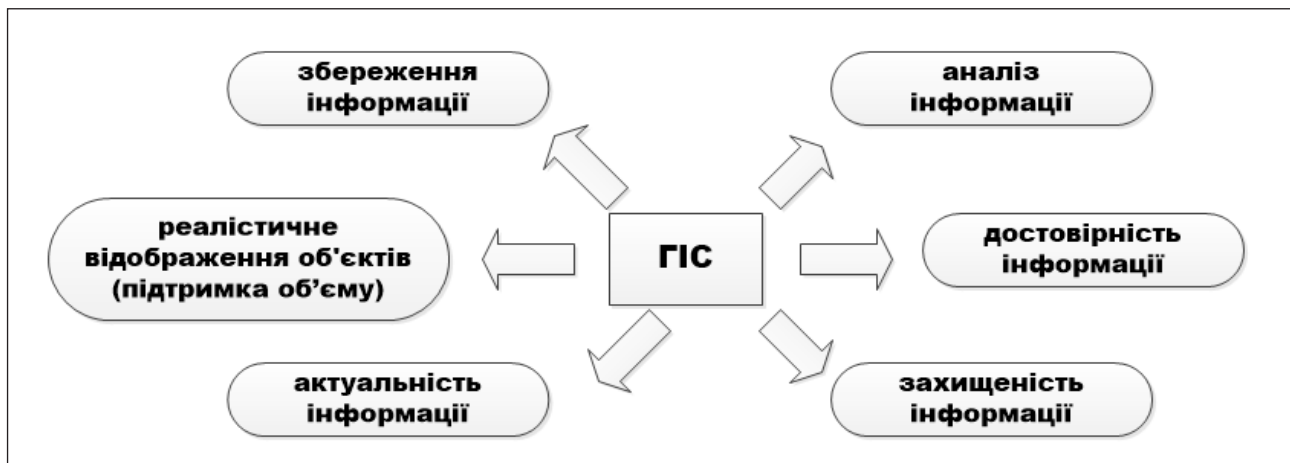 збереження
інформації
аналіз
інформації
реалістичне
відображення об'єктів
(підтримка об’єму)
ГІС
достовірність
інформації
актуальність
інформації
захищеність
інформації